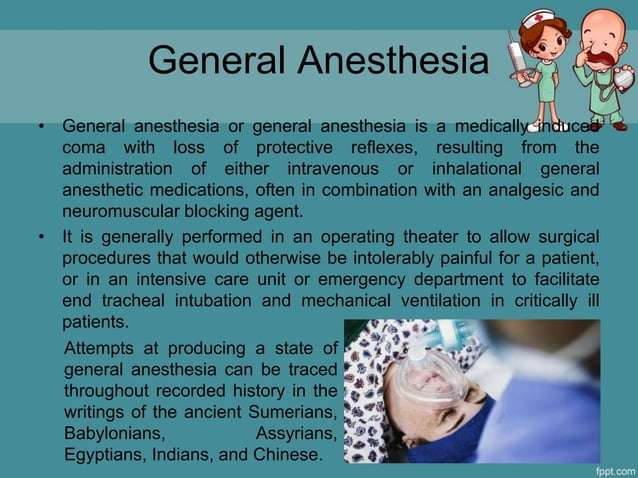 General Anesthesia
• General anesthesia or general anesthesia is a medically induced
coma with loss of protective reflexes, resulting from the
administration of either intravenous or inhalational general
anesthetic medications, often in combination with an analgesic and
neuromuscular blocking agent.
• It is generally performed in an operating theater to allow surgical
procedures that would otherwise be intolerably painful for a patient,
or in an intensive care unit or emergency department to facilitate
end tracheal intubation and mechanical ventilation in critically ill
patients.
Attempts at producing a state of
general anesthesia can be traced
throughout recorded history in the
writings of the ancient Sumerians,
Babylonians, Assyrians,
Egyptians, Indians, and Chinese.
fppt.com